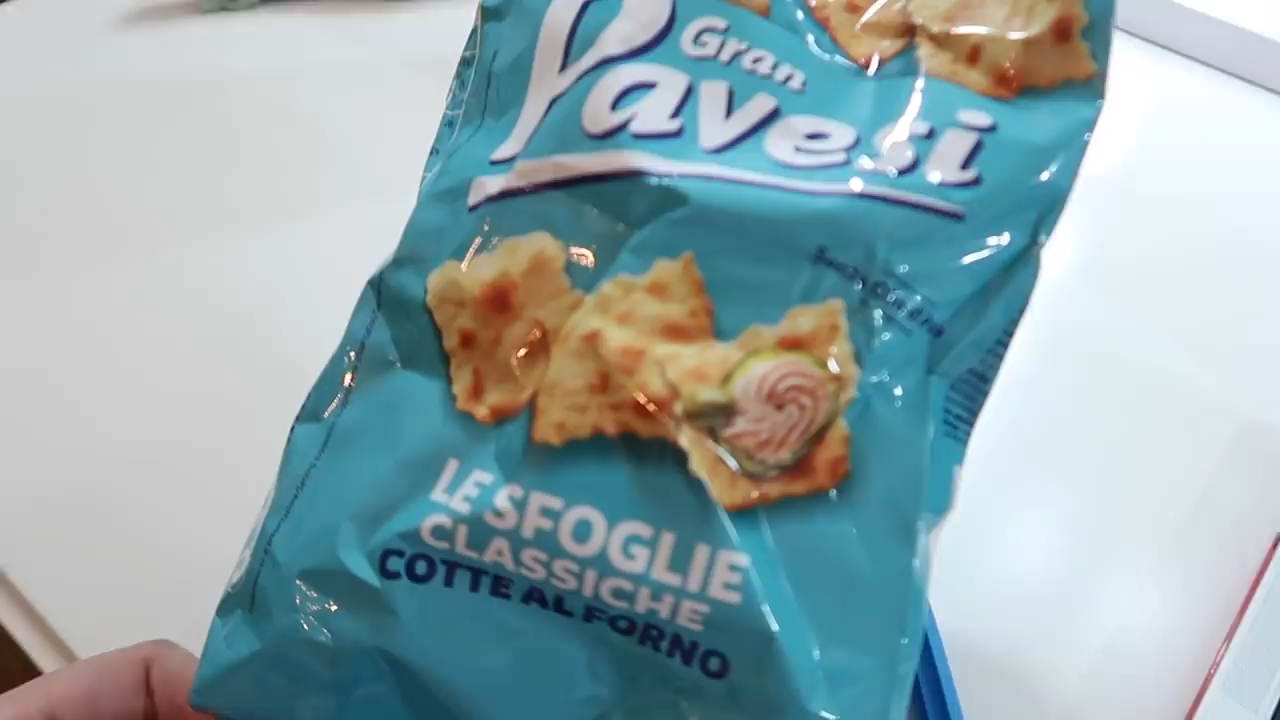 Gran
Pavesi
LE SFOGLIE
CLASSICHE
COTTE AL FORNO